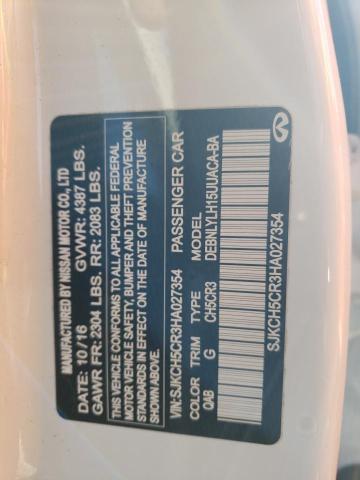 MANUFACTURED BY NISSAN MOTOR CO., LTD
DATE: 10/16 GVWR: 4387 LBS.
GAWR FR: 2304 LBS. RR: 2083 LBS.
THIS VEHICLE CONFORMS TO ALL APPLICABLE FEDERAL
MOTOR VEHICLE SAFETY, BUMPER AND THEFT PREVENTION
STANDARDS IN EFFECT ON THE DATE OF MANUFACTURE
SHOWN ABOVE.
VIN: SJKCH5CR3HA027354 PASSENGER CAR
COLOR TRIM TYPE MODEL
QAB G CH5CR3 DEBNLYLH15UUACA-BA
SJKCH5CR3HA027354